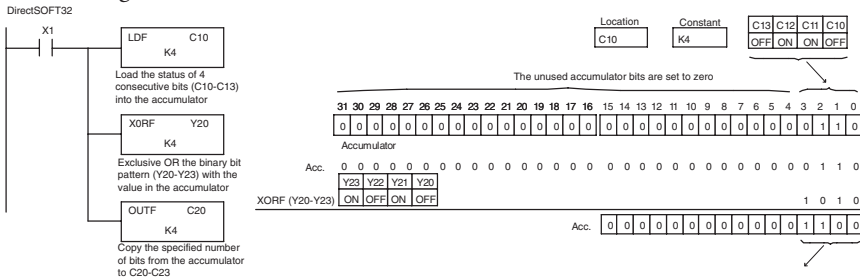 DirectSOFT32
X1
LDF C10
K4
Load the status of 4
consecutive bits (C10-C13)
into the accumulator
X0RF Y20
K4
Exclusive OR the binary bit
pattern (Y20-Y23) with the
value in the accumulator
OUTF C20
K4
Copy the specified number
of bits from the accumulator
to C20-C23
Location Constant
C10 K4
C13 C12 C11 C10
OFF ON ON OFF
The unused accumulator bits are set to zero
31 30 29 28 27 26 25 24 23 22 21 20 19 18 17 16 15 14 13 12 11 10 9 8 7 6 5 4 3 2 1 0
0 0 0 0 0 0 0 0 0 0 0 0 0 0 0 0 0 0 0 0 0 0 0 0 0 0 0 0 0 1 1 0
Accumulator
Acc. 0 0 0 0 0 0 0 0 0 0 0 0 0 0 0 0 0 0 0 0 0 0 0 0 0 0 0 0 0 1 1 0
Y23 Y22 Y21 Y20
XORF (Y20-Y23) ON OFF ON OFF 1 0 1 0
Acc. 0 0 0 0 0 0 0 0 0 0 0 0 1 1 0 0